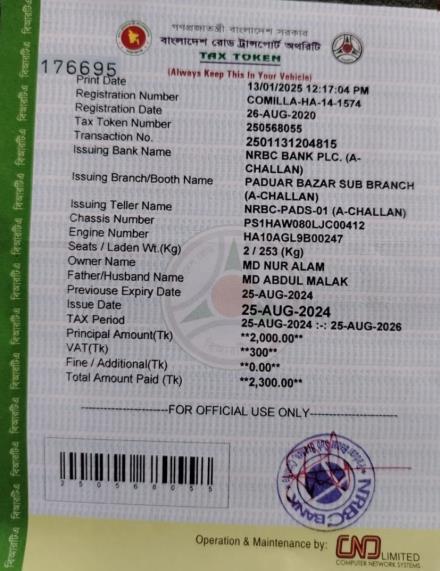 গণপ্রজাতন্ত্রী বাংলাদেশ সরকার
বাংলাদেশ রোড ট্রান্সপোর্ট অথরিটি
TAX TOKEN
(Always Keep This In Your Vehicle)
176695
Print Date 13/01/2025 12:17:04 PM
Registration Number COMILLA-HA-14-1574
Registration Date 26-AUG-2020
Tax Token Number 250568055
Transaction No. 2501131204815
Issuing Bank Name NRBC BANK PLC. (A-
CHALLAN)
Issuing Branch/Booth Name PADUAR BAZAR SUB BRANCH
(A-CHALLAN)
Issuing Teller Name NRBC-PADS-01 (A-CHALLAN)
Chassis Number PS1HAW080LJC00412
Engine Number HA10AGL9B00247
Seats / Laden Wt.(Kg) 2 / 253 (Kg)
Owner Name MD NUR ALAM
Father/Husband Name MD ABDUL MALAK
Previouse Expiry Date 25-AUG-2024
Issue Date 25-AUG-2024
TAX Period 25-AUG-2024 :-: 25-AUG-2026
Principal Amount(Tk) **2,000.00**
VAT(Tk) **300**
Fine / Additional(Tk) **0.00**
Total Amount Paid (Tk) **2,300.00**
FOR OFFICIAL USE ONLY
250568055
NRBC BANK
Operation & Maintenance by: CNS LIMITED
COMPUTER NETWORK SYSTEMS